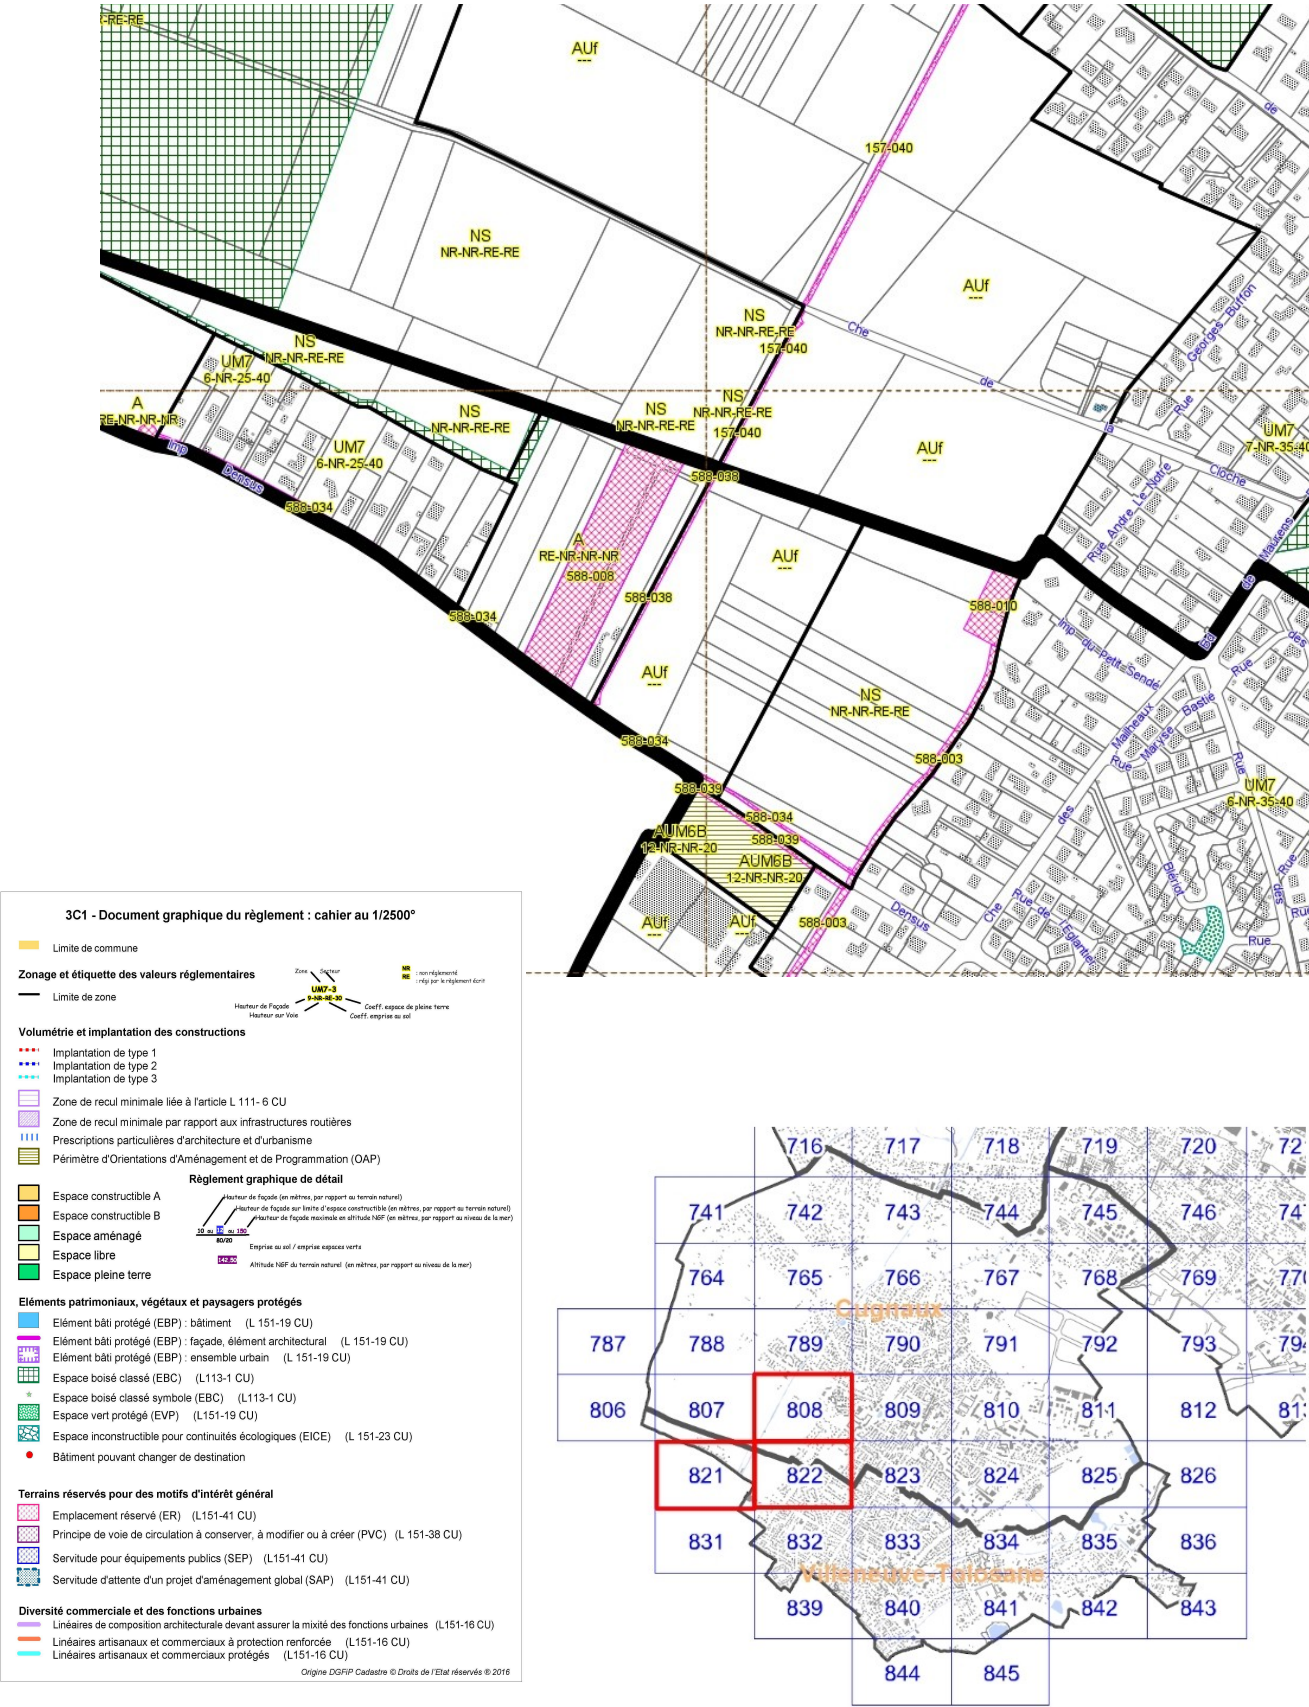 R-RE-RE
AUf
---
de
157-040
NS
NR-NR-RE-RE
AUf
---
Georges Buffon
Rue
NS
NR-NR-RE-RE
157-040
Che
de
la
NS
NR-NR-RE-RE
UM7
6-NR-25-40
A
RE-NR-NR-NR
NS
NR-NR-RE-RE
NS
NR-NR-RE-RE
NS
NR-NR-RE-RE
157-040
AUf
---
UM7
7-NR-35-40
Cloche
Imp
Densus
UM7
6-NR-25-40
588-034
588-038
Rue Andre Le Notre
de Maurens
Bd
A
RE-NR-NR-NR
588-008
588-038
AUf
---
588-010
588-034
Imp du Petit Sendé
Rue
des
AUf
---
NS
NR-NR-RE-RE
Mailheaux
Rue Maryse Bastié
Rue
588-034
588-003
588-039
588-034
588-039
des
UM7
6-NR-35-40
AUM6B
12-NR-NR-20
AUM6B
12-NR-NR-20
Blériot
Rue
des
AUf
---
AUf
---
588-003
Densus
Che
Rue de l'Eglantier
Rue
Ru
3C1 - Document graphique du règlement : cahier au 1/2500°
Limite de commune
Zonage et étiquette des valeurs réglementaires
Limite de zone
Zone
Secteur
UM7-3
9-NR-RE-30
Hauteur de Façade
Hauteur sur Voie
Coeff. espace de pleine terre
Coeff. emprise au sol
NR : non réglementé
RE : régi par le règlement écrit
Volumétrie et implantation des constructions
Implantation de type 1
Implantation de type 2
Implantation de type 3
Zone de recul minimale liée à l'article L 111- 6 CU
Zone de recul minimale par rapport aux infrastructures routières
Prescriptions particulières d'architecture et d'urbanisme
Périmètre d'Orientations d'Aménagement et de Programmation (OAP)
Règlement graphique de détail
Espace constructible A
Espace constructible B
Espace aménagé
Espace libre
Espace pleine terre
Hauteur de façade (en mètres, par rapport au terrain naturel)
Hauteur de façade sur limite d'espace constructible (en mètres, par rapport au terrain naturel)
Hauteur de façade maximale en altitude NGF (en mètres, par rapport au niveau de la mer)
10 ou 12 ou 150
80/20
Emprise au sol / emprise espaces verts
142.50
Altitude NGF du terrain naturel (en mètres, par rapport au niveau de la mer)
Eléments patrimoniaux, végétaux et paysagers protégés
Elément bâti protégé (EBP) : bâtiment (L 151-19 CU)
Elément bâti protégé (EBP) : façade, élément architectural (L 151-19 CU)
Elément bâti protégé (EBP) : ensemble urbain (L 151-19 CU)
Espace boisé classé (EBC) (L113-1 CU)
Espace boisé classé symbole (EBC) (L113-1 CU)
Espace vert protégé (EVP) (L151-19 CU)
Espace inconstructible pour continuités écologiques (EICE) (L 151-23 CU)
Bâtiment pouvant changer de destination
Terrains réservés pour des motifs d'intérêt général
Emplacement réservé (ER) (L151-41 CU)
Principe de voie de circulation à conserver, à modifier ou à créer (PVC) (L 151-38 CU)
Servitude pour équipements publics (SEP) (L151-41 CU)
Servitude d'attente d'un projet d'aménagement global (SAP) (L151-41 CU)
Diversité commerciale et des fonctions urbaines
Linéaires de composition architecturale devant assurer la mixité des fonctions urbaines (L151-16 CU)
Linéaires artisanaux et commerciaux à protection renforcée (L151-16 CU)
Linéaires artisanaux et commerciaux protégés (L151-16 CU)
Origine DGFiP Cadastre © Droits de l'Etat réservés ® 2016
716 717 718 719 720 72
741 742 743 744 745 746 74
764 765 766 767 768 769 770
Cugnaux
787 788 789 790 791 792 793 794
806 807 808 809 810 811 812 813
821 822 823 824 825 826
831 832 833 834 835 836
Villeneuve-Tolosane
839 840 841 842 843
844 845